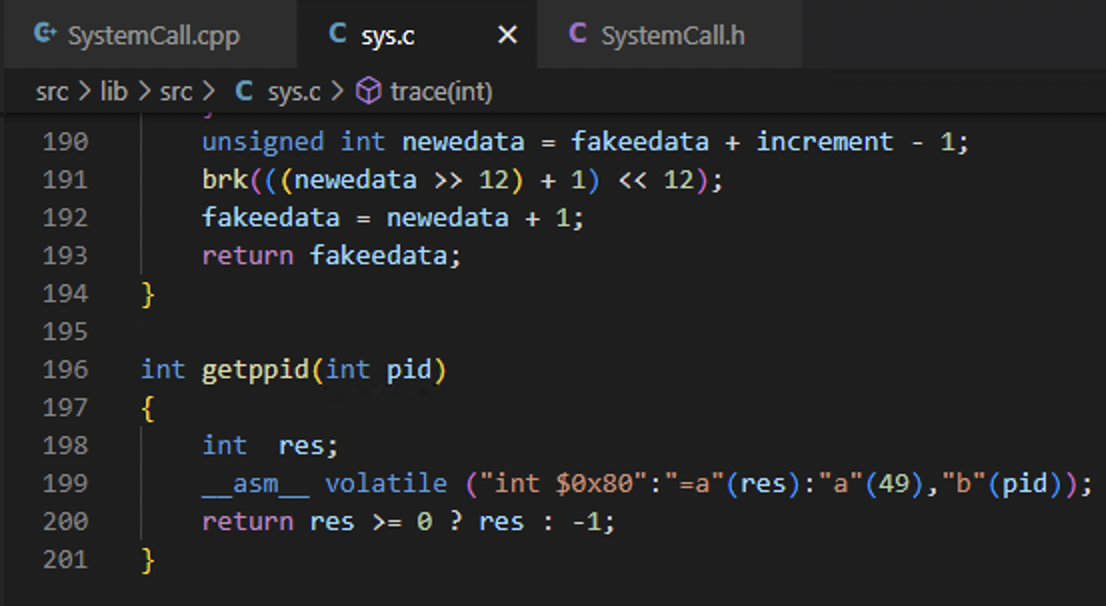 SystemCall.cpp sys.c SystemCall.h
src > lib > src > C sys.c > trace(int)
190 unsigned int newedata = fakeedata + increment - 1;
191 brk(((newedata >> 12) + 1) << 12);
192 fakeedata = newedata + 1;
193 return fakeedata;
194 }
195
196 int getppid(int pid)
197 {
198 int  res;
199 __asm__ volatile ("int $0x80":"=a"(res):"a"(49),"b"(pid));
200 return res >= 0 ? res : -1;
201 }